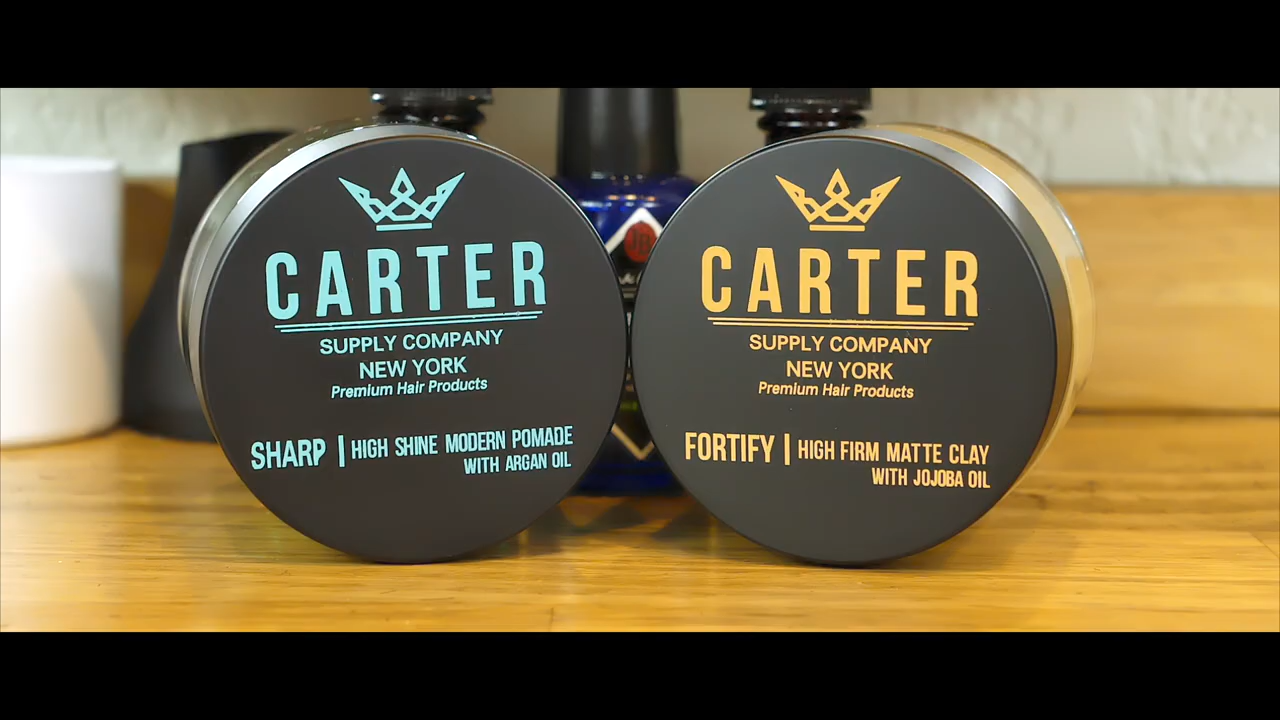 CARTER
SUPPLY COMPANY
NEW YORK
Premium Hair Products
SHARP | HIGH SHINE MODERN POMADE
WITH ARGAN OIL
CARTER
SUPPLY COMPANY
NEW YORK
Premium Hair Products
FORTIFY | HIGH FIRM MATTE CLAY
WITH JOJOBA OIL